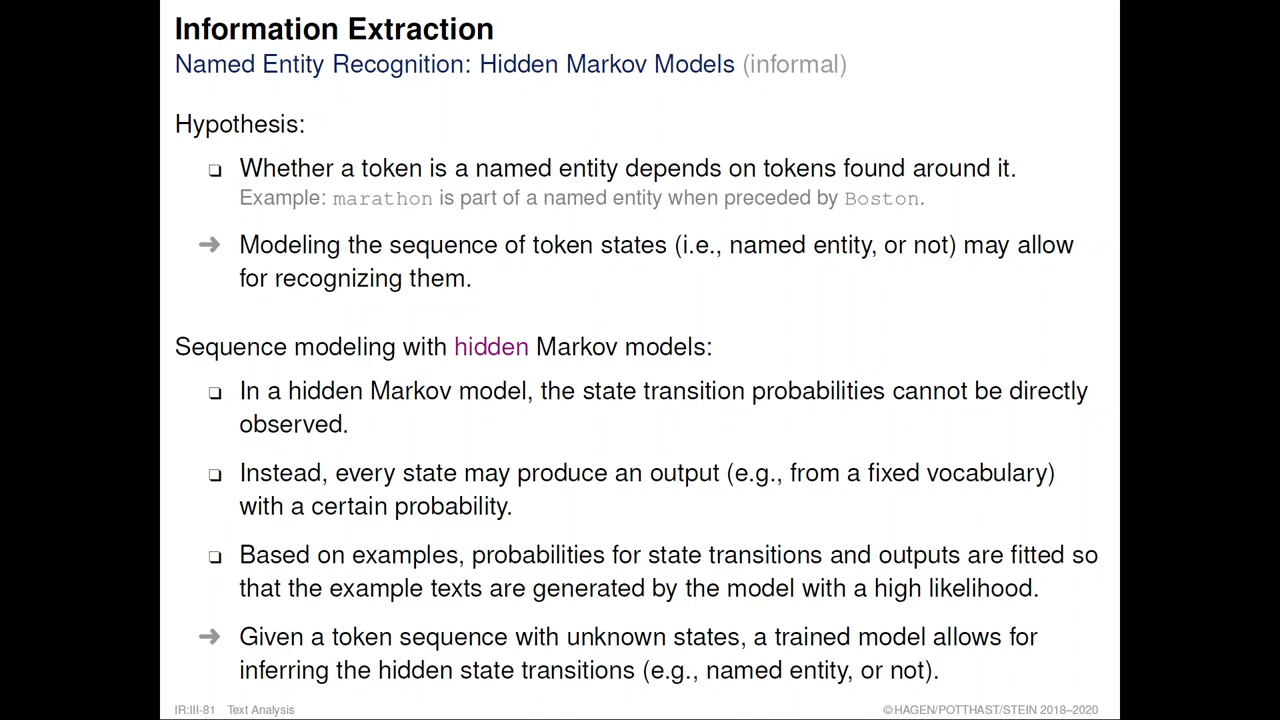 Information Extraction
Named Entity Recognition: Hidden Markov Models (informal)
Hypothesis:
❑ Whether a token is a named entity depends on tokens found around it.
Example: marathon is part of a named entity when preceded by Boston.
➜ Modeling the sequence of token states (i.e., named entity, or not) may allow
for recognizing them.
Sequence modeling with hidden Markov models:
❑ In a hidden Markov model, the state transition probabilities cannot be directly
observed.
❑ Instead, every state may produce an output (e.g., from a fixed vocabulary)
with a certain probability.
❑ Based on examples, probabilities for state transitions and outputs are fitted so
that the example texts are generated by the model with a high likelihood.
➜ Given a token sequence with unknown states, a trained model allows for
inferring the hidden state transitions (e.g., named entity, or not).
IR:III-81 Text Analysis ©HAGEN/POTTHAST/STEIN 2018–2020